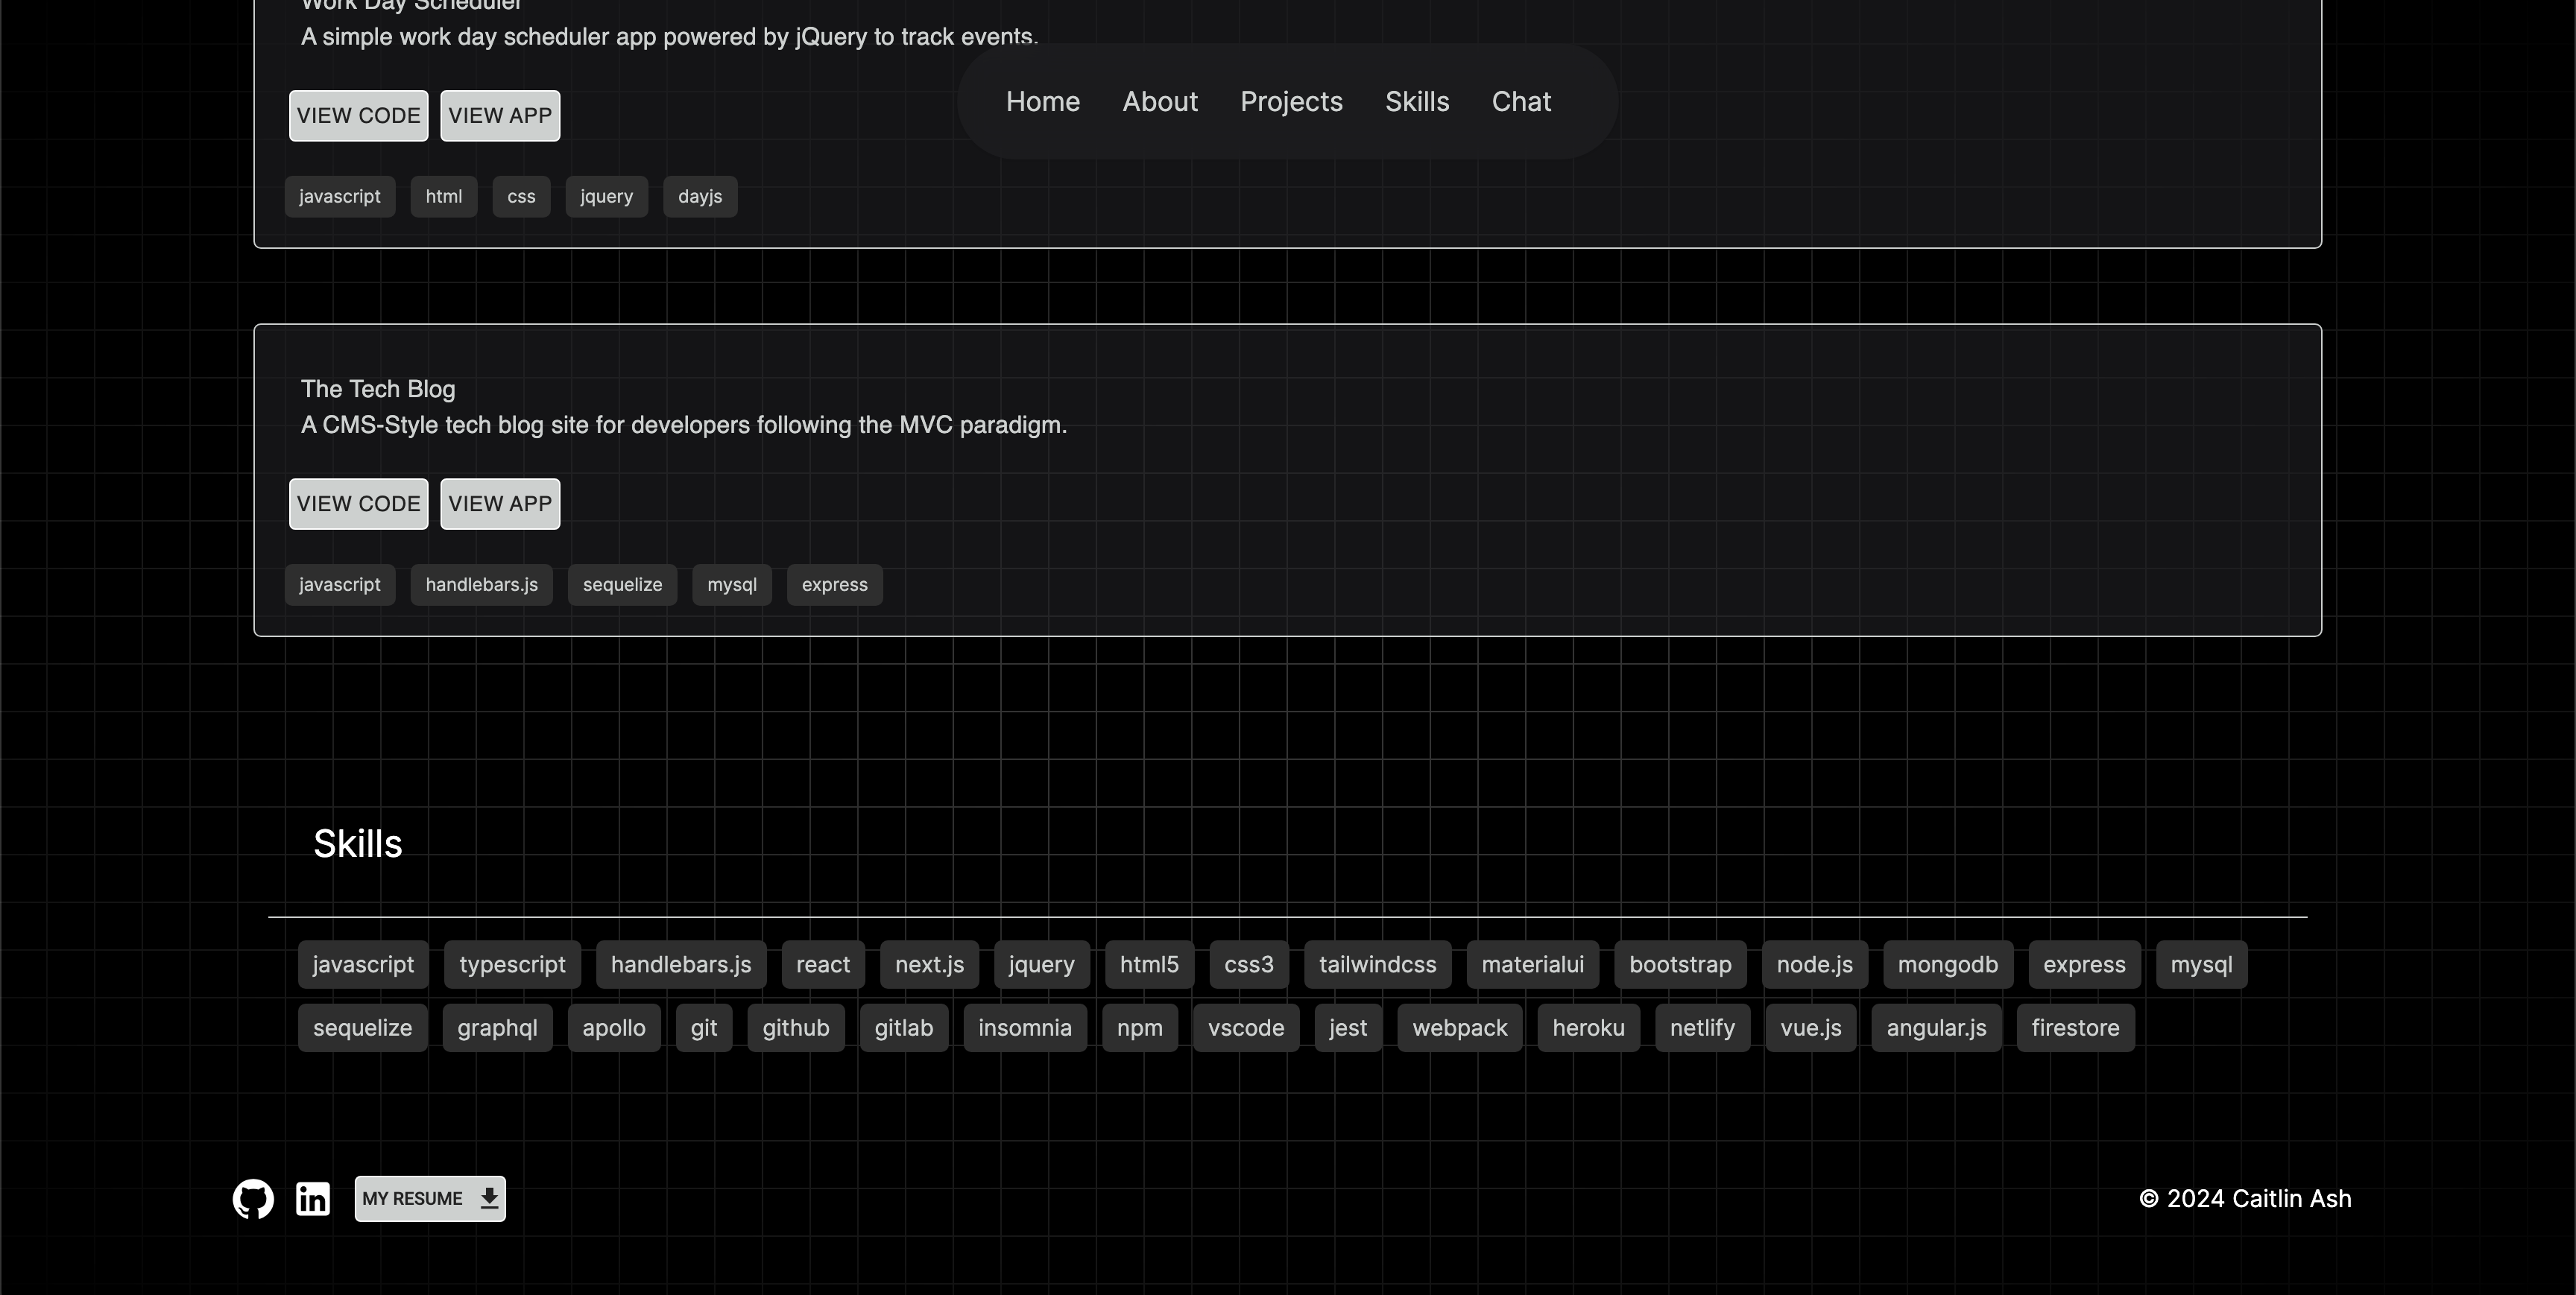 Work Day Scheduler
A simple work day scheduler app powered by jQuery to track events.
Home About Projects Skills Chat
VIEW CODE VIEW APP
javascript html css jquery dayjs
The Tech Blog
A CMS-Style tech blog site for developers following the MVC paradigm.
VIEW CODE VIEW APP
javascript handlebars.js sequelize mysql express
Skills
javascript typescript handlebars.js react next.js jquery html5 css3 tailwindcss materialui bootstrap node.js mongodb express mysql
sequelize graphql apollo git github gitlab insomnia npm vscode jest webpack heroku netlify vue.js angular.js firestore
in MY RESUME © 2024 Caitlin Ash